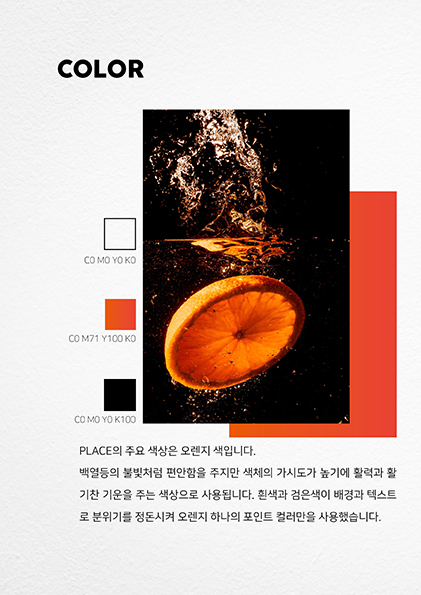 COLOR
C0 M0 Y0 K0
C0 M71 Y100 K0
C0 M0 Y0 K100
PLACE의 주요 색상은 오렌지 색입니다.
백열등의 불빛처럼 편안함을 주지만 색체의 가시도가 높기에 활력과 활
기찬 기운을 주는 색상으로 사용됩니다. 흰색과 검은색이 배경과 텍스트
로 분위기를 정돈시켜 오렌지 하나의 포인트 컬러만을 사용했습니다.